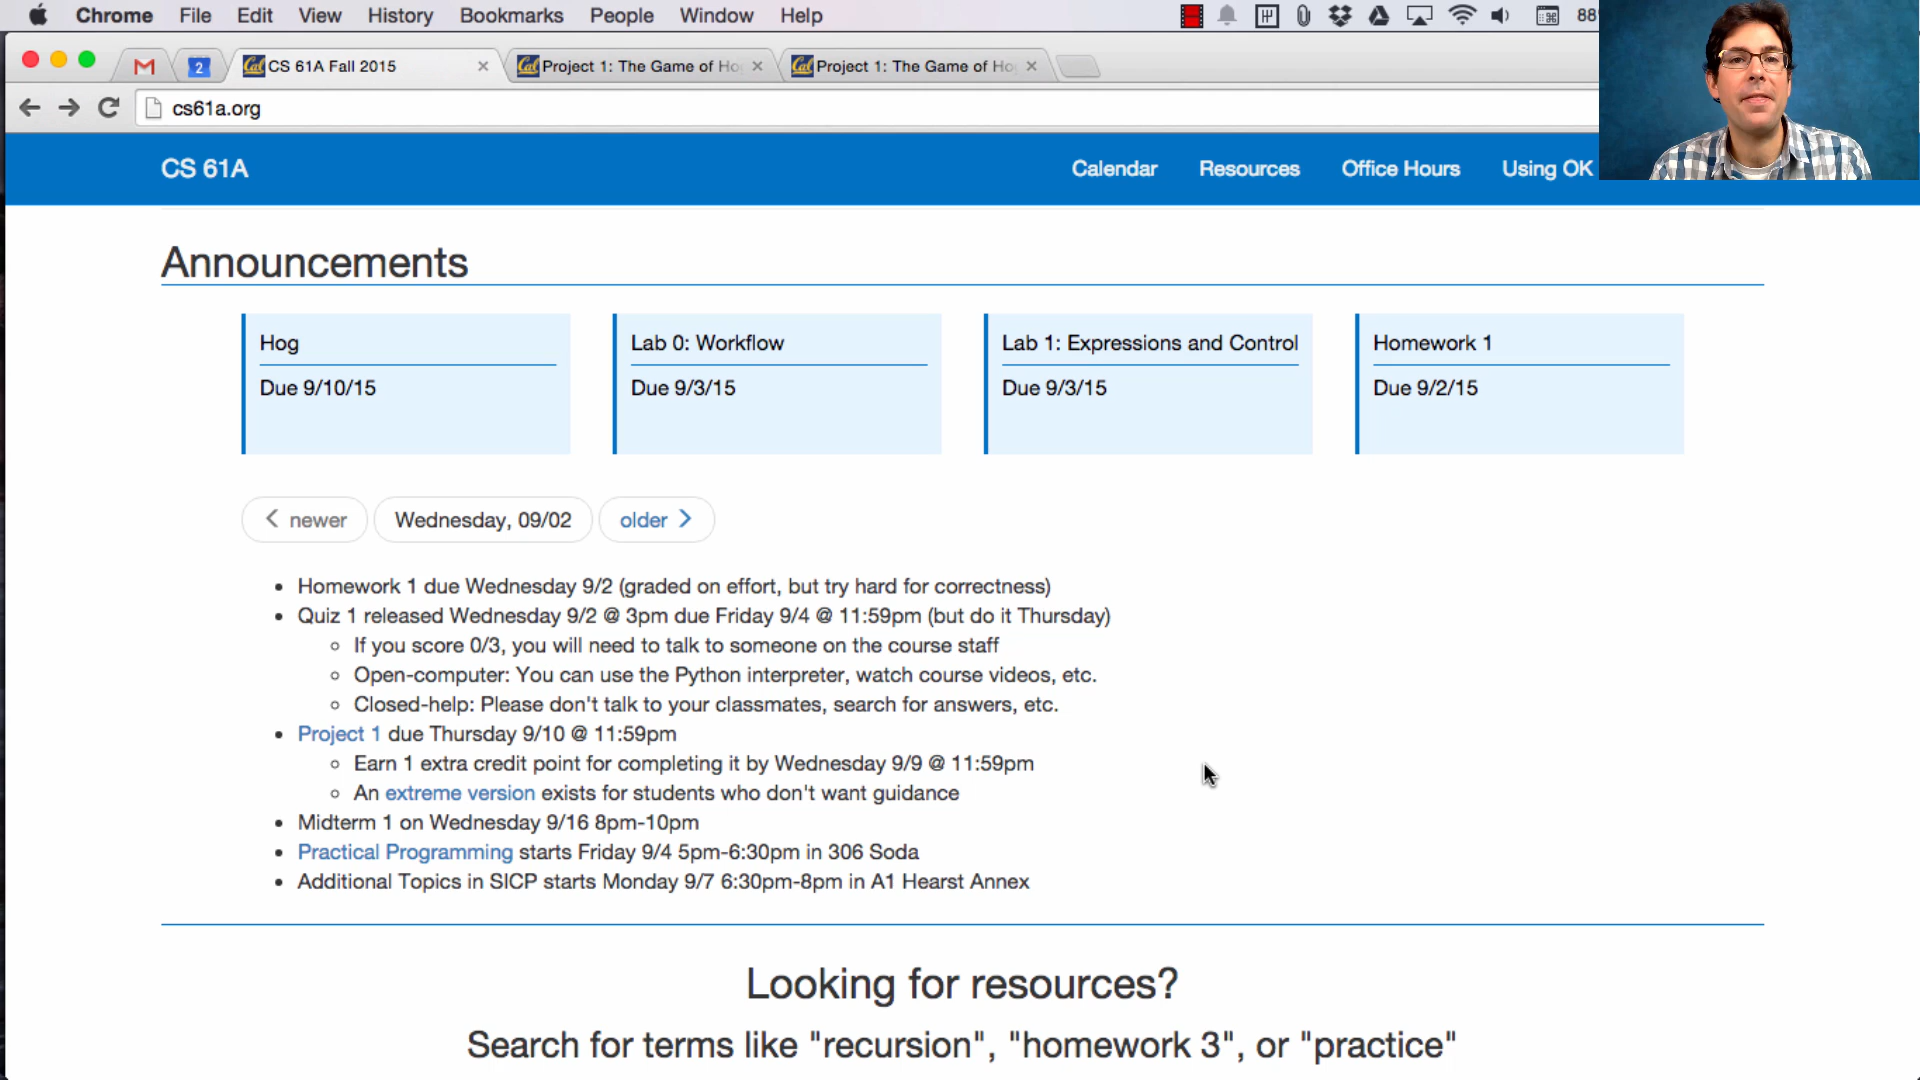 Chrome File Edit View History Bookmarks People Window Help 88
2 CS 61A Fall 2015 Project 1: The Game of Ho Project 1: The Game of Ho
cs61a.org
CS 61A Calendar Resources Office Hours Using OK
Announcements
Hog
Due 9/10/15
Lab 0: Workflow
Due 9/3/15
Lab 1: Expressions and Control
Due 9/3/15
Homework 1
Due 9/2/15
newer Wednesday, 09/02 older
• Homework 1 due Wednesday 9/2 (graded on effort, but try hard for correctness)
• Quiz 1 released Wednesday 9/2 @ 3pm due Friday 9/4 @ 11:59pm (but do it Thursday)
◦ If you score 0/3, you will need to talk to someone on the course staff
◦ Open-computer: You can use the Python interpreter, watch course videos, etc.
◦ Closed-help: Please don't talk to your classmates, search for answers, etc.
• Project 1 due Thursday 9/10 @ 11:59pm
◦ Earn 1 extra credit point for completing it by Wednesday 9/9 @ 11:59pm
◦ An extreme version exists for students who don't want guidance
• Midterm 1 on Wednesday 9/16 8pm-10pm
• Practical Programming starts Friday 9/4 5pm-6:30pm in 306 Soda
• Additional Topics in SICP starts Monday 9/7 6:30pm-8pm in A1 Hearst Annex
Looking for resources?
Search for terms like "recursion", "homework 3", or "practice"